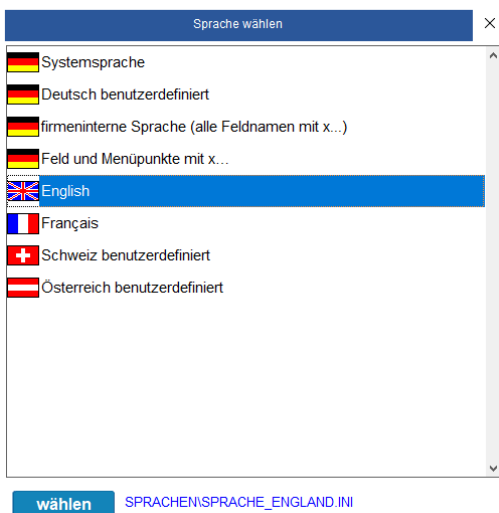 Sprache wählen
Systemsprache
Deutsch benutzerdefiniert
firmeninterne Sprache (alle Feldnamen mit x...)
Feld und Menüpunkte mit x...
English
Français
Schweiz benutzerdefiniert
Österreich benutzerdefiniert
wählen SPRACHEN\SPRACHE_ENGLAND.INI